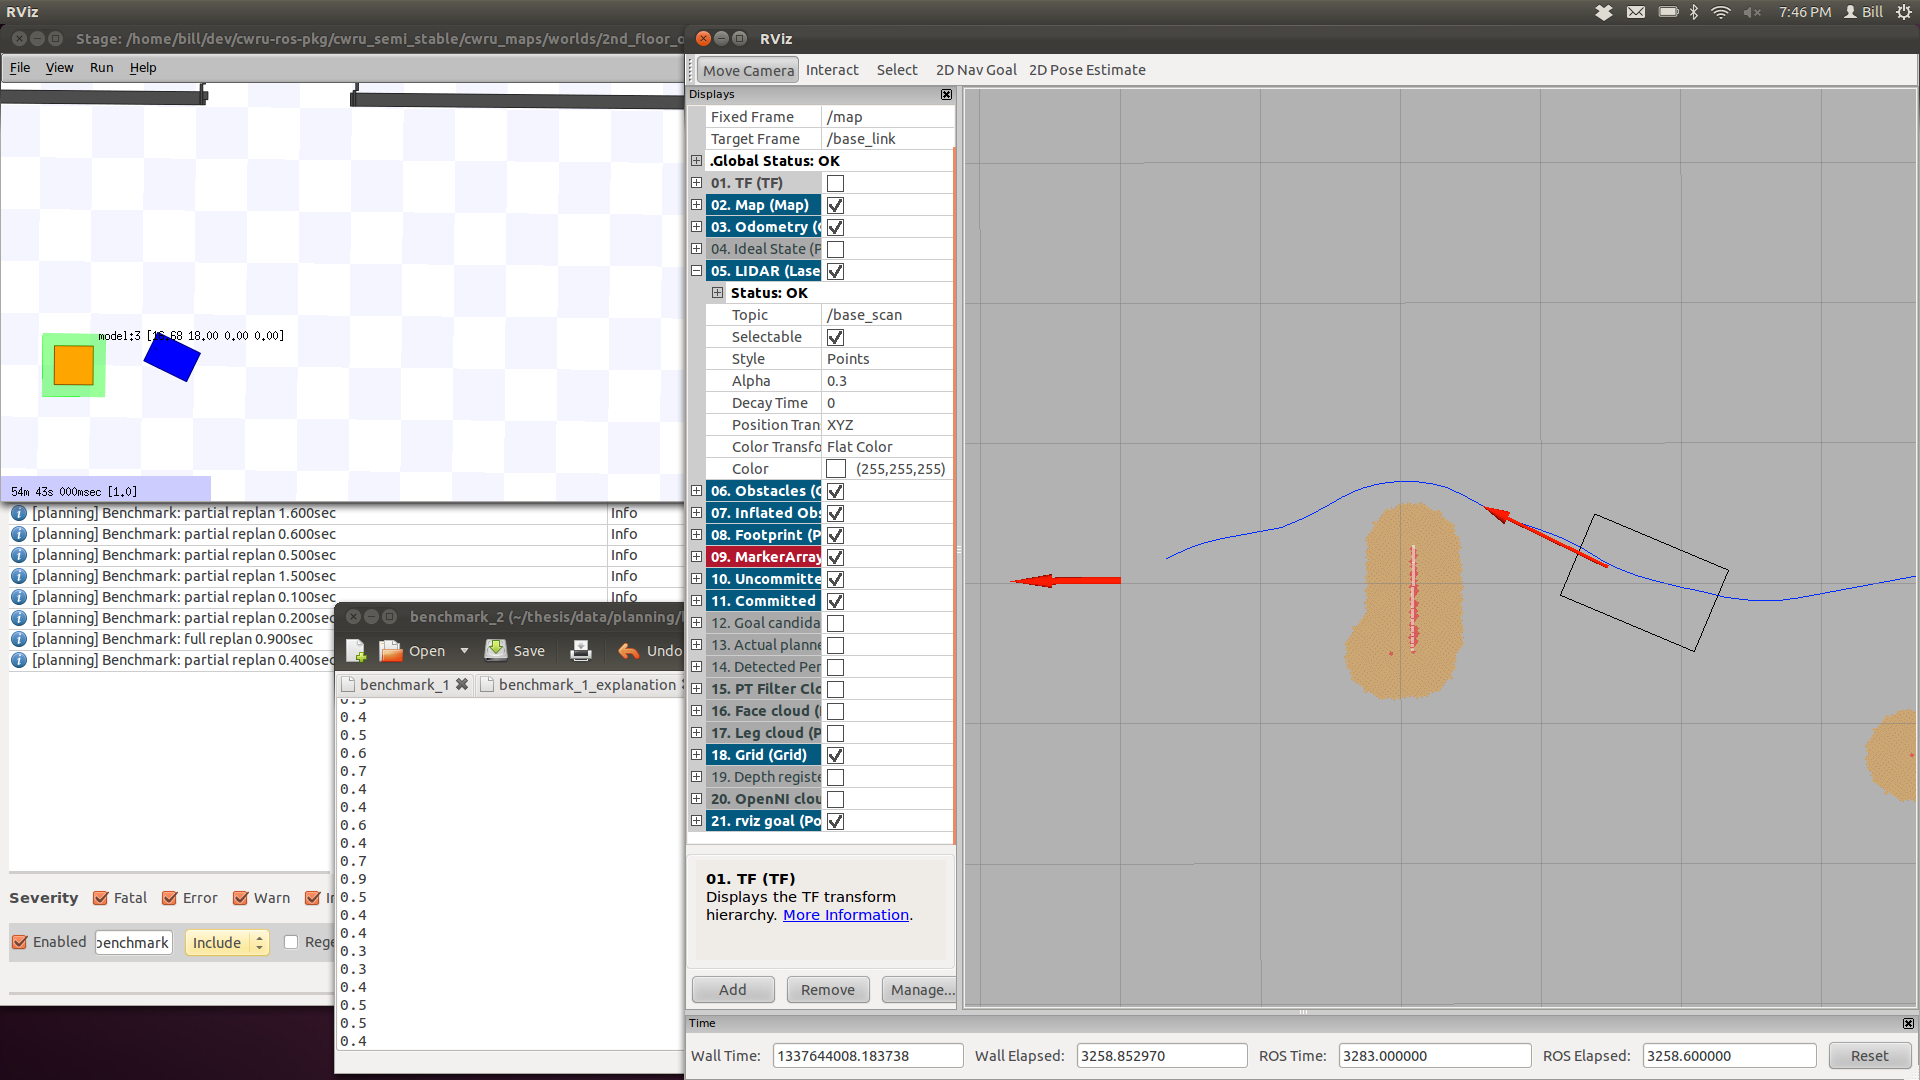 RViz
7:46 PM Bill
Stage: /home/bill/dev/cwru-ros-pkg/cwru_semi_stable/cwru_maps/worlds/2nd_floor_
File View Run Help
model:3 [16.68 18.00 0.00 0.00]
54m 43s 000msec [1.0]
[planning] Benchmark: partial replan 1.600sec Info
[planning] Benchmark: partial replan 0.600sec Info
[planning] Benchmark: partial replan 0.500sec Info
[planning] Benchmark: partial replan 1.500sec Info
[planning] Benchmark: partial replan 0.100sec Info
[planning] Benchmark: partial replan 0.200sec
[planning] Benchmark: full replan 0.900sec
[planning] Benchmark: partial replan 0.400sec
Severity Fatal Error Warn
Enabled benchmark Include Rege
benchmark_2 (~/thesis/data/planning/
Open Save Undo
benchmark_1 benchmark_1_explanation
0.4
0.5
0.6
0.7
0.4
0.4
0.6
0.4
0.7
0.9
0.5
0.4
0.4
0.3
0.3
0.4
0.5
0.5
0.4
RViz
Move Camera Interact Select 2D Nav Goal 2D Pose Estimate
Displays
Fixed Frame /map
Target Frame /base_link
.Global Status: OK
01. TF (TF)
02. Map (Map)
03. Odometry (
04. Ideal State (P
05. LIDAR (Lase
Status: OK
Topic /base_scan
Selectable
Style Points
Alpha 0.3
Decay Time 0
Position Tran XYZ
Color Transfo Flat Color
Color (255,255,255)
06. Obstacles (
07. Inflated Obs
08. Footprint (P
09. MarkerArray
10. Uncommitte
11. Committed
12. Goal candida
13. Actual planne
14. Detected Per
15. PT Filter Clo
16. Face cloud (
17. Leg cloud (P
18. Grid (Grid)
19. Depth registe
20. OpenNI clou
21. rviz goal (Po
01. TF (TF)
Displays the TF transform
hierarchy. More Information.
Add Remove Manage...
Time
Wall Time: 1337644008.183738 Wall Elapsed: 3258.852970 ROS Time: 3283.000000 ROS Elapsed: 3258.600000 Reset